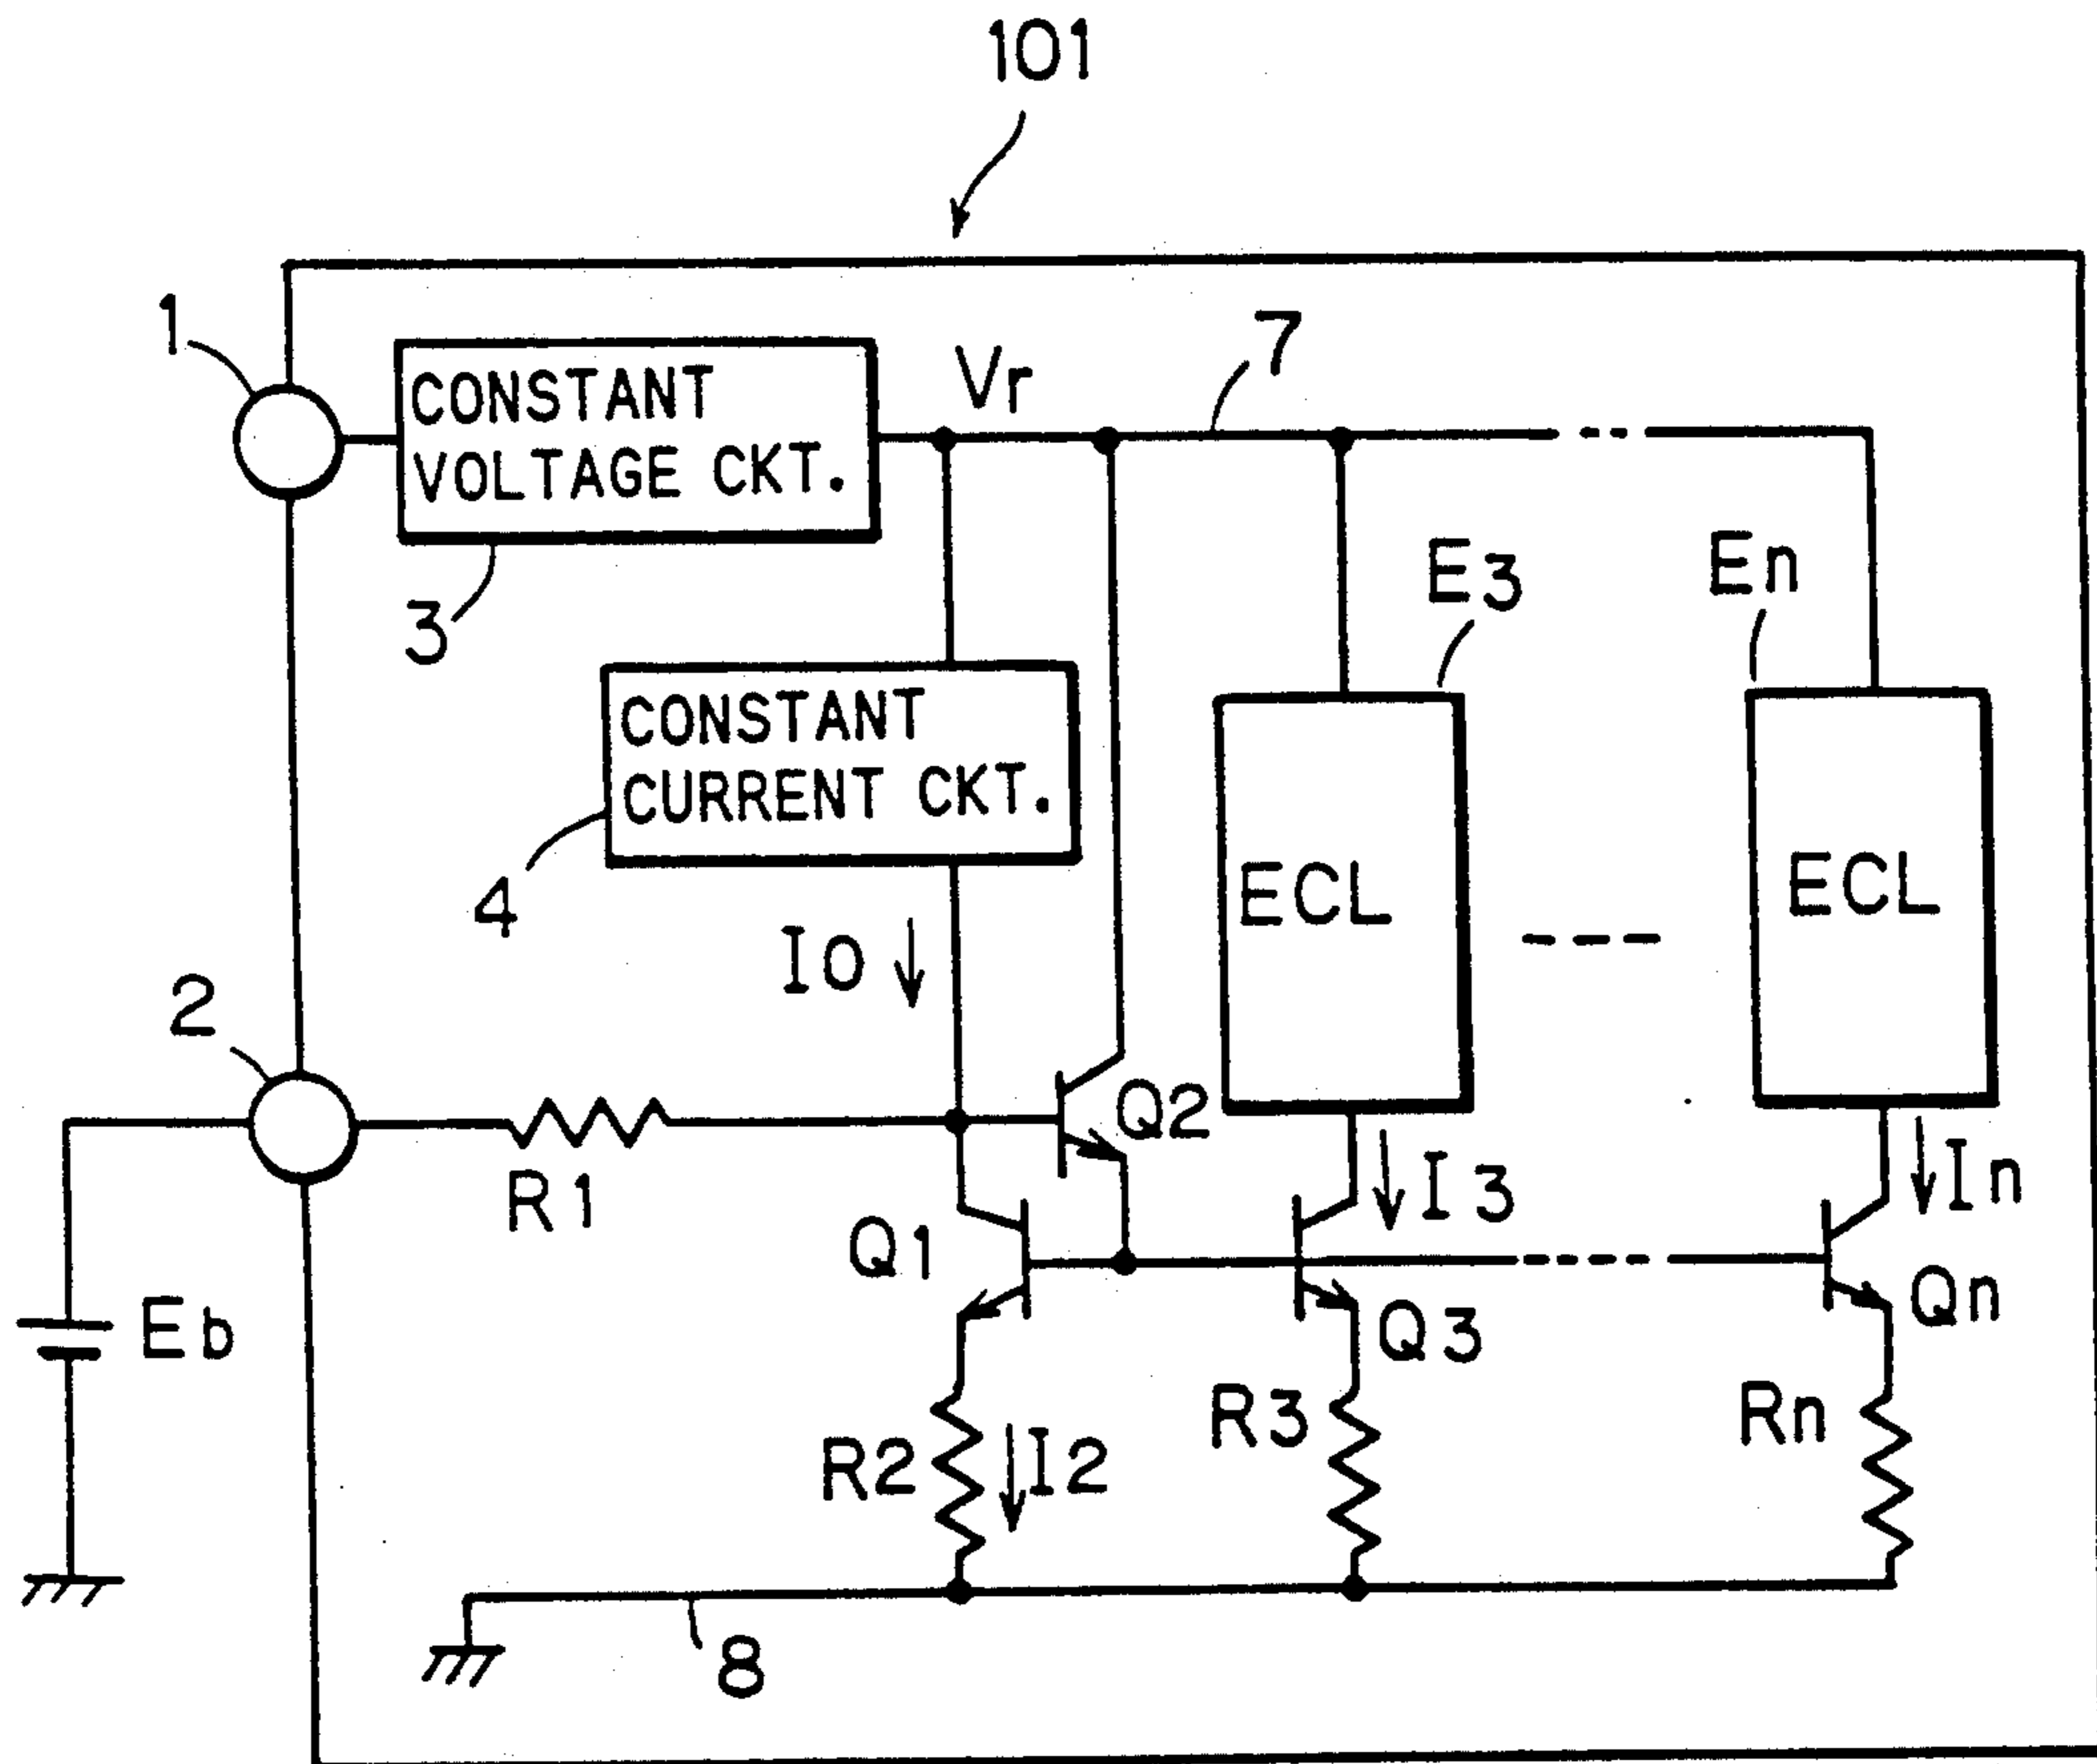 101
1
CONSTANT
VOLTAGE CKT.
Vr
7
3
E3
En
CONSTANT
CURRENT CKT.
4
ECL
ECL
Io
2
Q2
R1
I3
In
Q1
Eb
Q3
Qn
R2
I2
R3
Rn
8